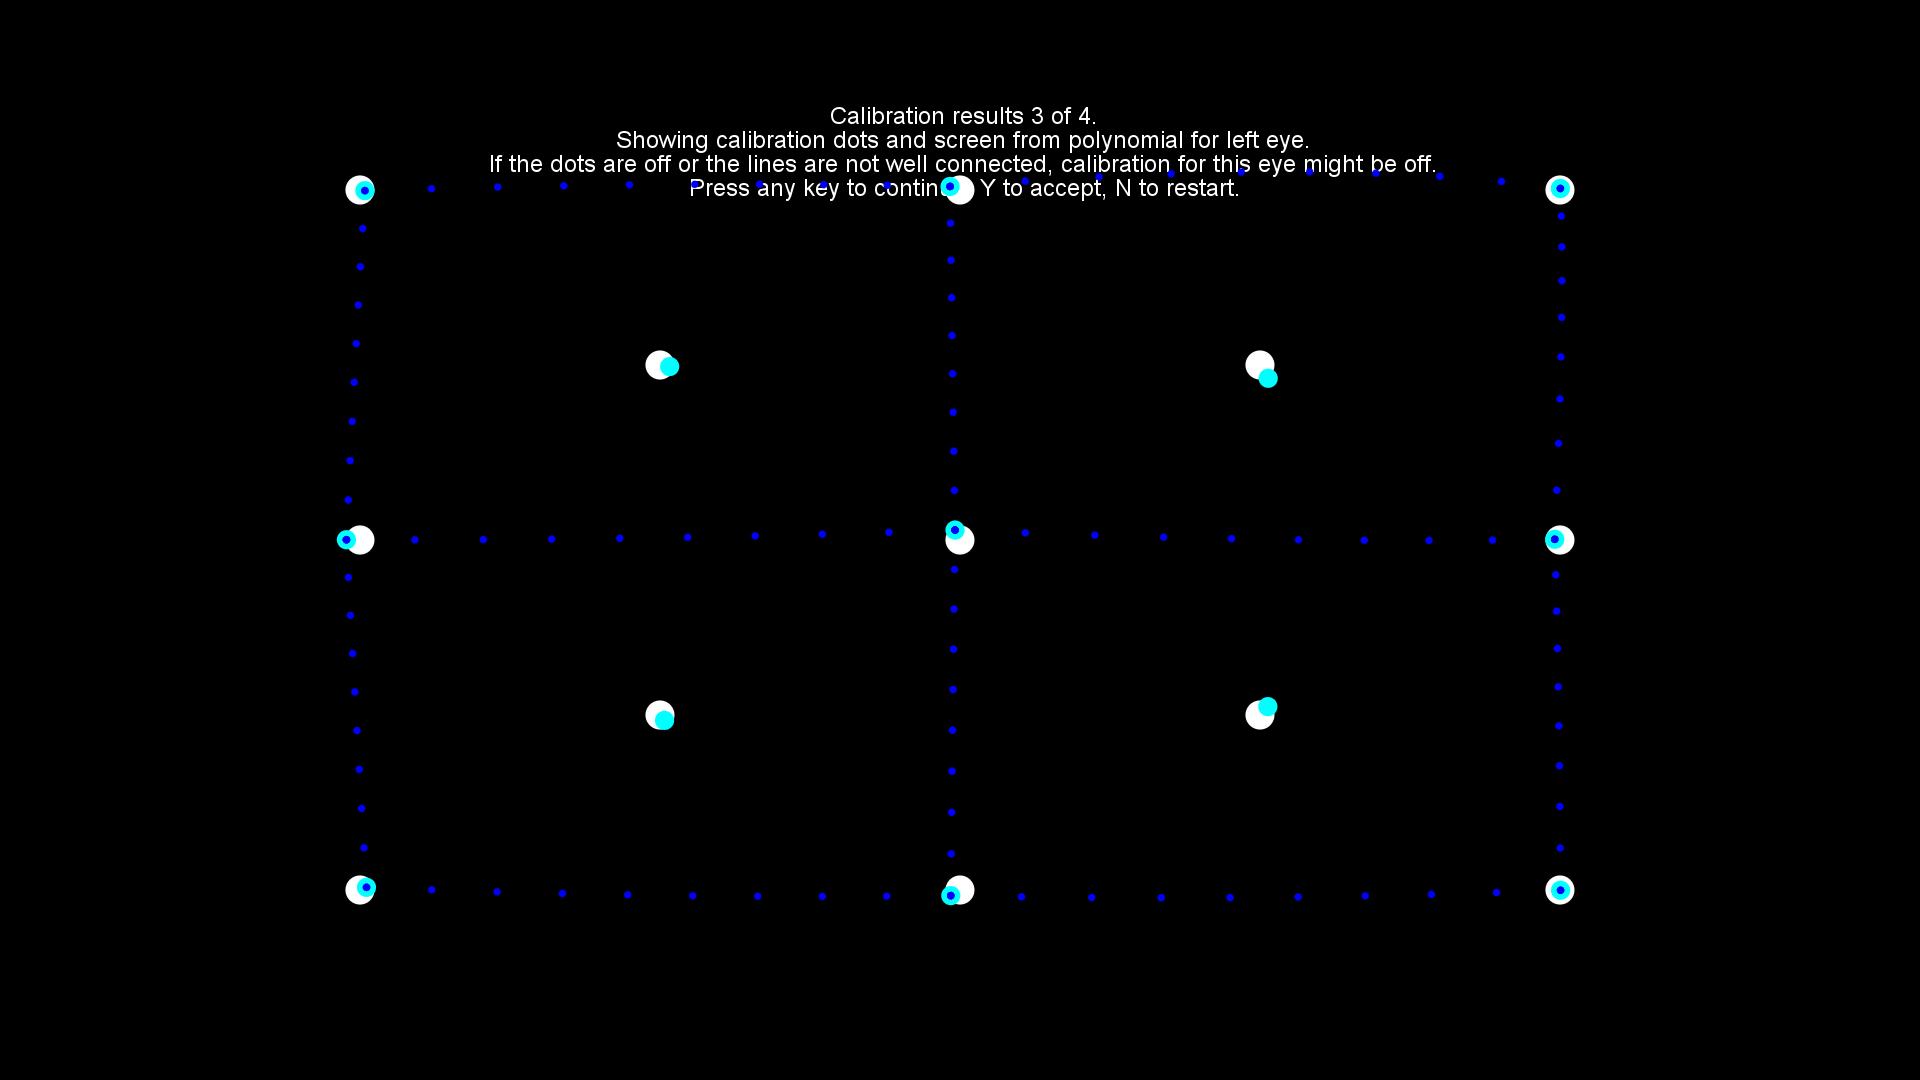 Calibration results 3 of 4.
Showing calibration dots and screen from polynomial for left eye.
If the dots are off or the lines are not well connected, calibration for this eye might be off.
Press any key to continue, Y to accept, N to restart.